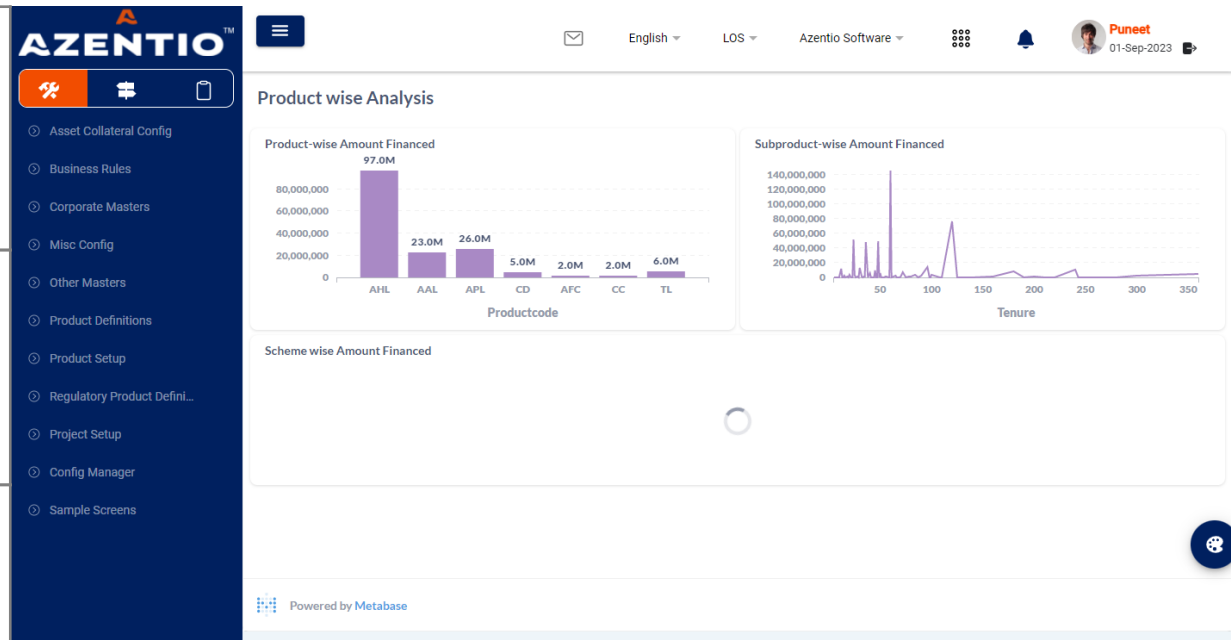 AZENTIO™
English
LOS
Azentio Software
Puneet
01-Sep-2023
Asset Collateral Config
Business Rules
Corporate Masters
Misc Config
Other Masters
Product Definitions
Product Setup
Regulatory Product Defini...
Project Setup
Config Manager
Sample Screens
Product wise Analysis
Product-wise Amount Financed
97.0M
80,000,000
60,000,000
40,000,000
20,000,000
0
23.0M
26.0M
5.0M
2.0M
2.0M
6.0M
AHL AAL APL CD AFC CC TL
Productcode
Subproduct-wise Amount Financed
140,000,000
120,000,000
100,000,000
80,000,000
60,000,000
40,000,000
20,000,000
0
50 100 150 200 250 300 350
Tenure
Scheme wise Amount Financed
Powered by Metabase